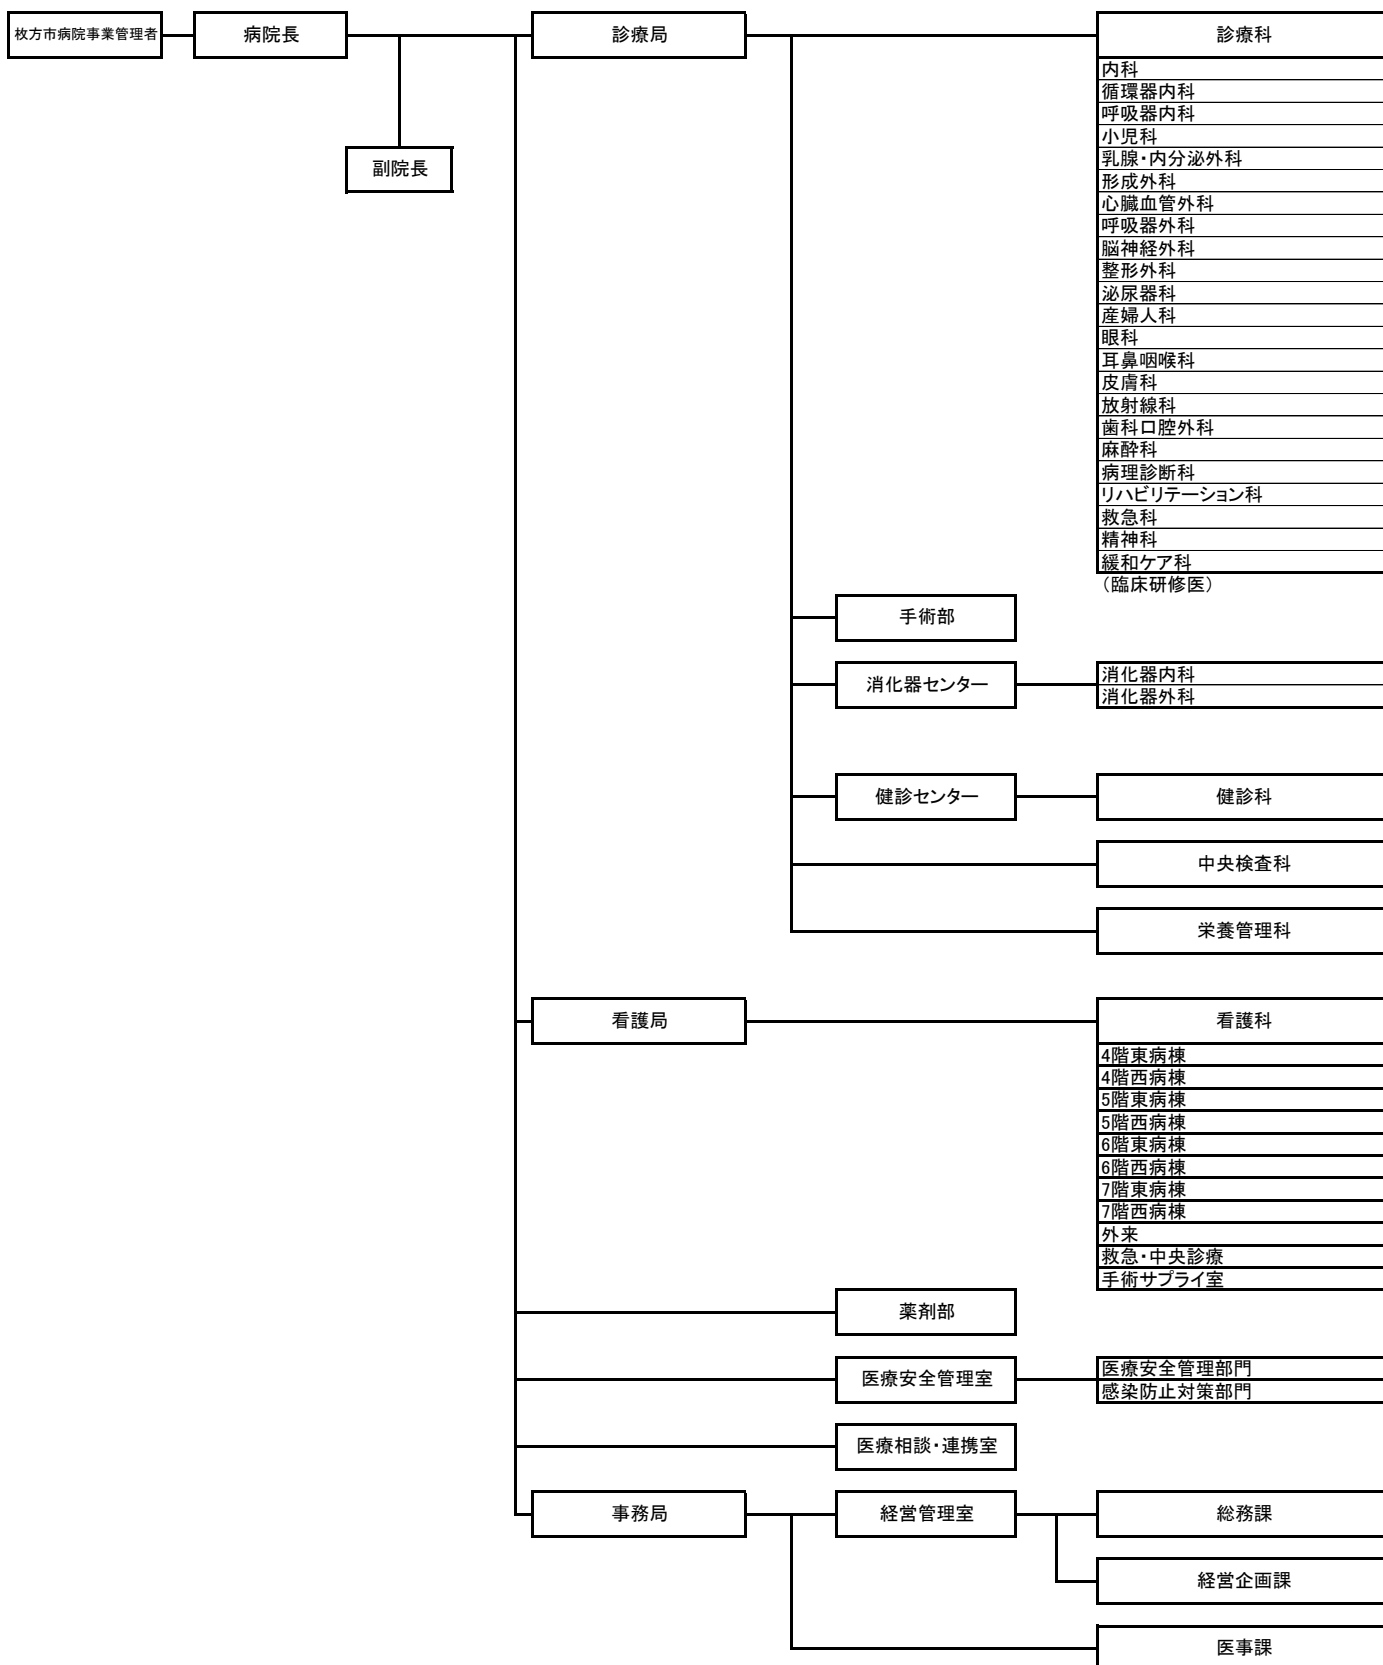 枚方市病院事業管理者
病院長
診療局
診療科
内科
循環器内科
呼吸器内科
小児科
乳腺・内分泌外科
副院長
形成外科
心臓血管外科
呼吸器外科
脳神経外科
整形外科
泌尿器科
産婦人科
眼科
耳鼻咽喉科
皮膚科
放射線科
歯科口腔外科
麻酔科
病理診断科
リハビリテーション科
救急科
精神科
緩和ケア科
（臨床研修医）
手術部
消化器センター
消化器内科
消化器外科
健診センター
健診科
中央検査科
栄養管理科
看護局
看護科
4階東病棟
4階西病棟
5階東病棟
5階西病棟
6階東病棟
6階西病棟
7階東病棟
7階西病棟
外来
救急・中央診療
手術サプライ室
薬剤部
医療安全管理室
医療安全管理部門
感染防止対策部門
医療相談・連携室
事務局
経営管理室
総務課
経営企画課
医事課